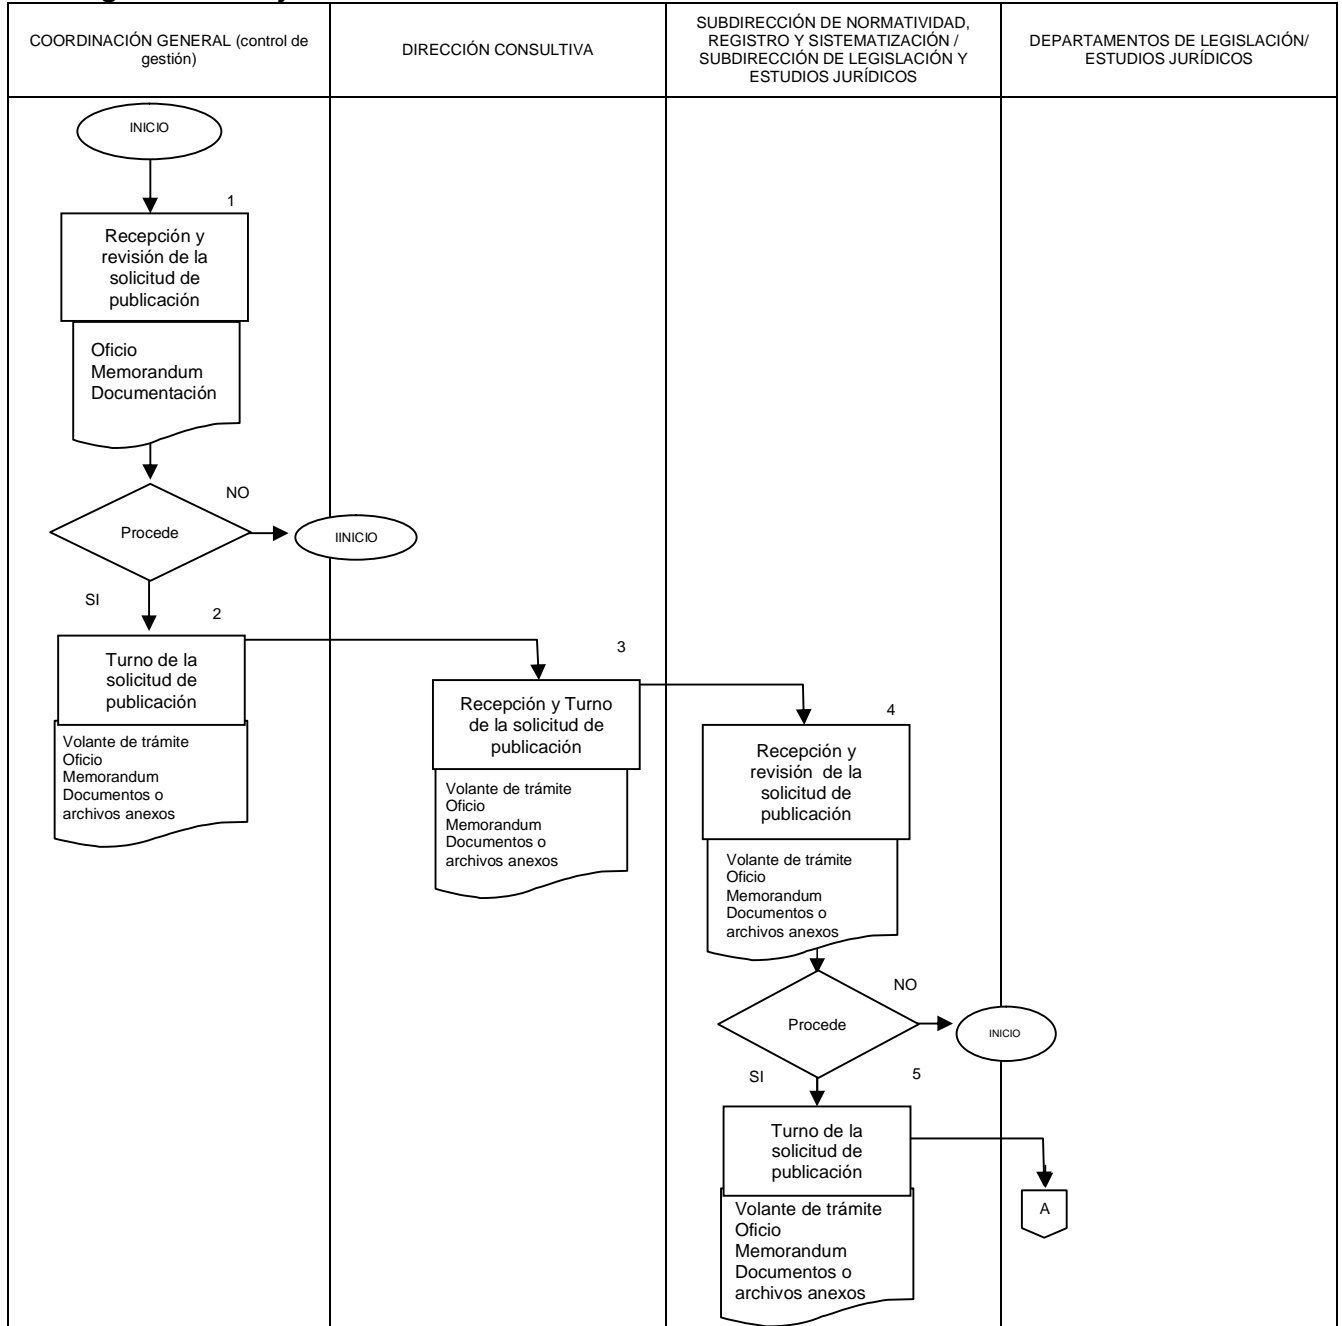 COORDINACIÓN GENERAL (control de
gestión)
DIRECCIÓN CONSULTIVA
SUBDIRECCIÓN DE NORMATIVIDAD,
REGISTRO Y SISTEMATIZACIÓN /
SUBDIRECCIÓN DE LEGISLACIÓN Y
ESTUDIOS JURÍDICOS
DEPARTAMENTOS DE LEGISLACIÓN/
ESTUDIOS JURÍDICOS
INICIO
1
Recepción y
revisión de la
solicitud de
publicación
Oficio
Memorandum
Documentación
NO
Procede
IINICIO
SI
2
Turno de la
solicitud de
publicación
Volante de trámite
Oficio
Memorandum
Documentos o
archivos anexos
3
Recepción y Turno
de la solicitud de
publicación
Volante de trámite
Oficio
Memorandum
Documentos o
archivos anexos
4
Recepción y
revisión de la
solicitud de
publicación
Volante de trámite
Oficio
Memorandum
Documentos o
archivos anexos
NO
Procede
INICIO
SI
5
Turno de la
solicitud de
publicación
Volante de trámite
Oficio
Memorandum
Documentos o
archivos anexos
A